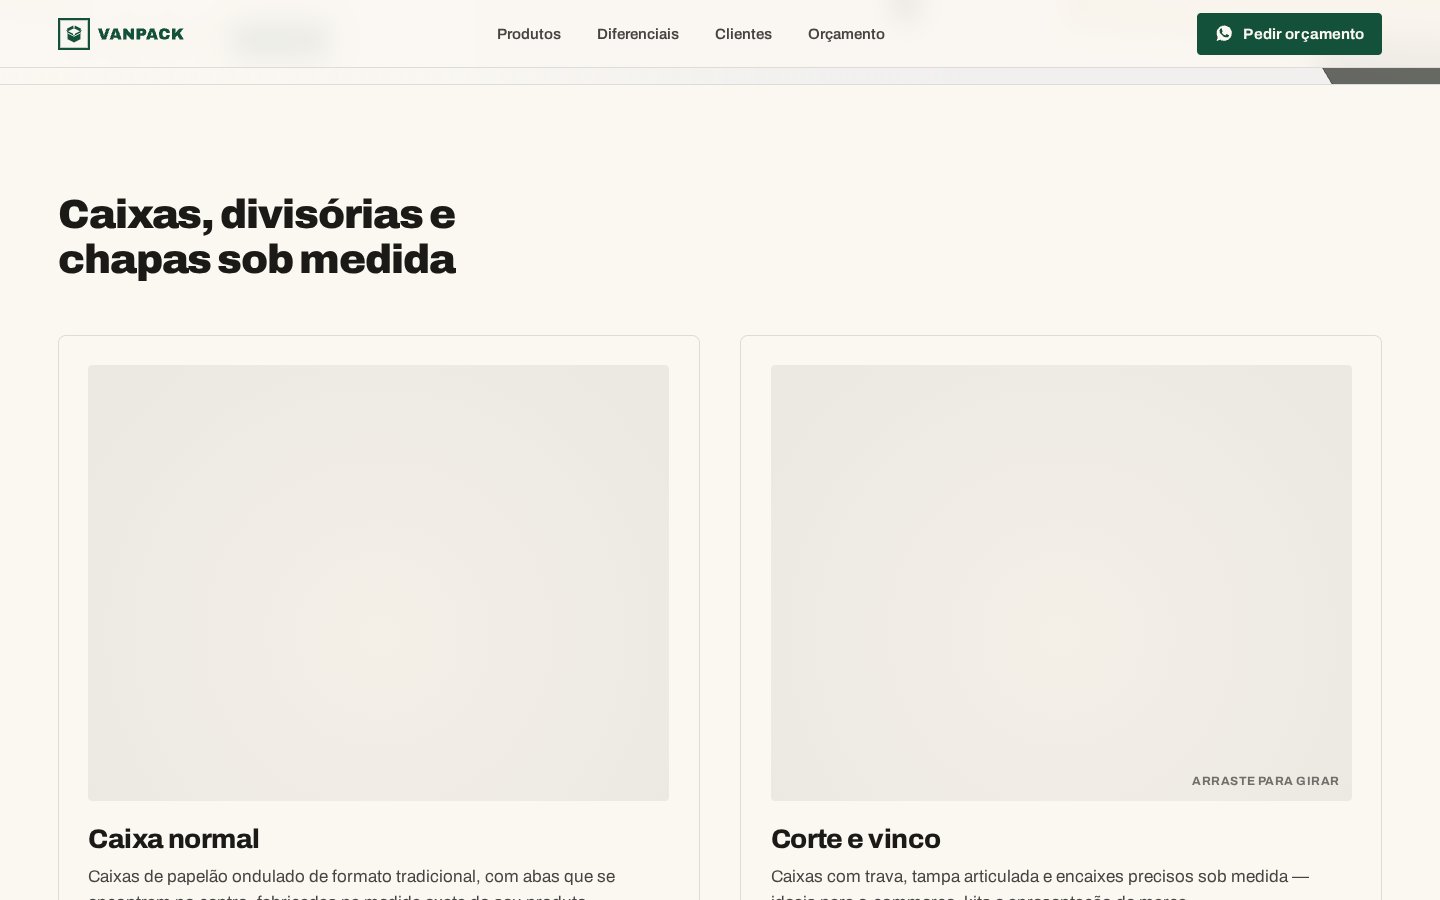 VANPACK
Produtos
Diferenciais
Clientes
Orçamento
Pedir orçamento
Caixas, divisórias e
chapas sob medida
ARRASTE PARA GIRAR
Caixa normal
Caixas de papelão ondulado de formato tradicional, com abas que se
Corte e vinco
Caixas com trava, tampa articulada e encaixes precisos sob medida —